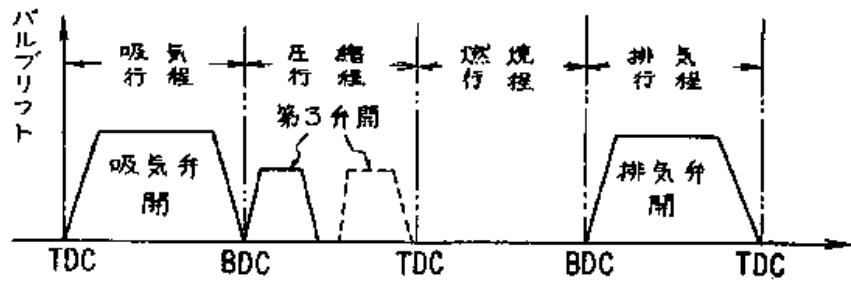 バルブリフト
吸気行程
圧縮行程
燃焼行程
排気行程
第3弁開
吸気弁開
排気弁開
TDC
BDC
TDC
BDC
TDC